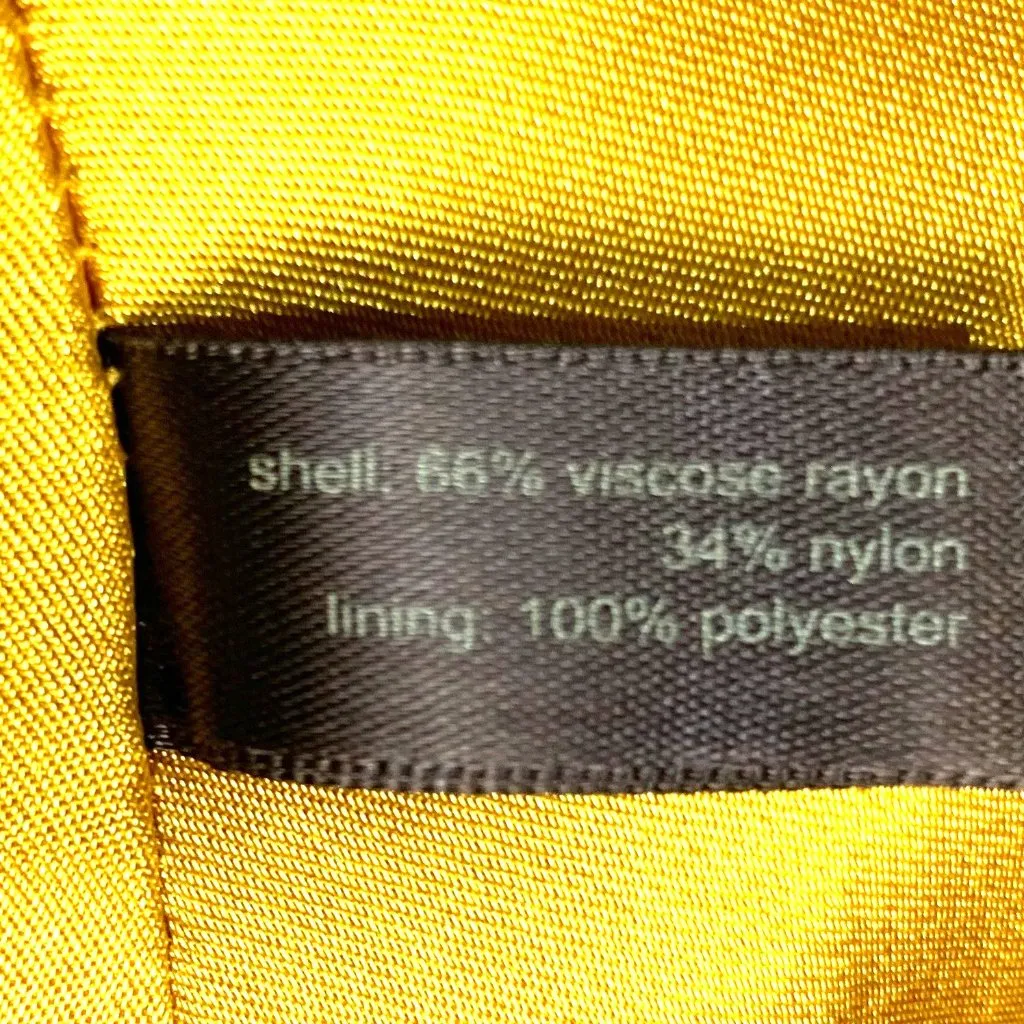 shell: 66% viscose rayon
34% nylon
lining: 100% polyester